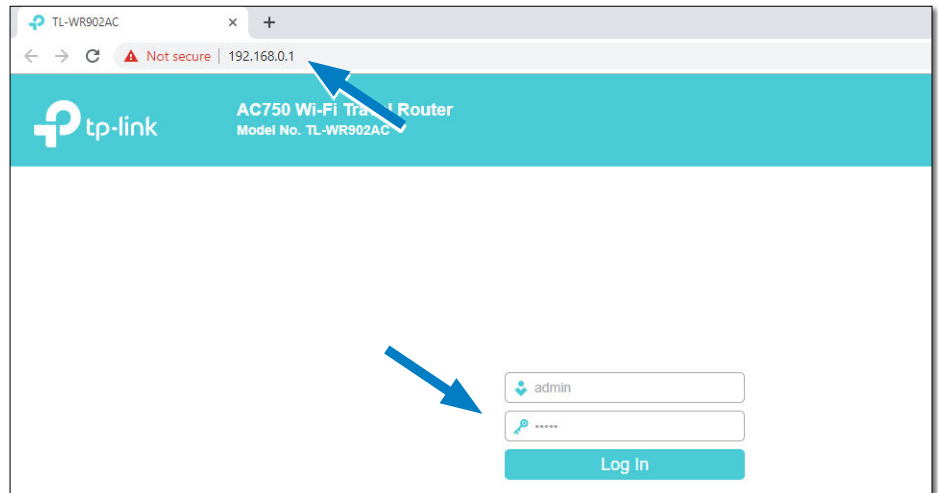 TL-WR902AC
Not secure | 192.168.0.1
tp-link
AC750 Wi-Fi Travel Router
Model No. TL-WR902AC
admin
•••••
Log In